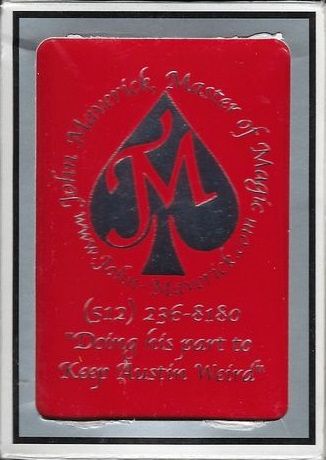 John Maverick, Master of Magic
JM
www.John-Maverick.com
(512) 236-8180
"Doing his part to
Keep Austin Weird"